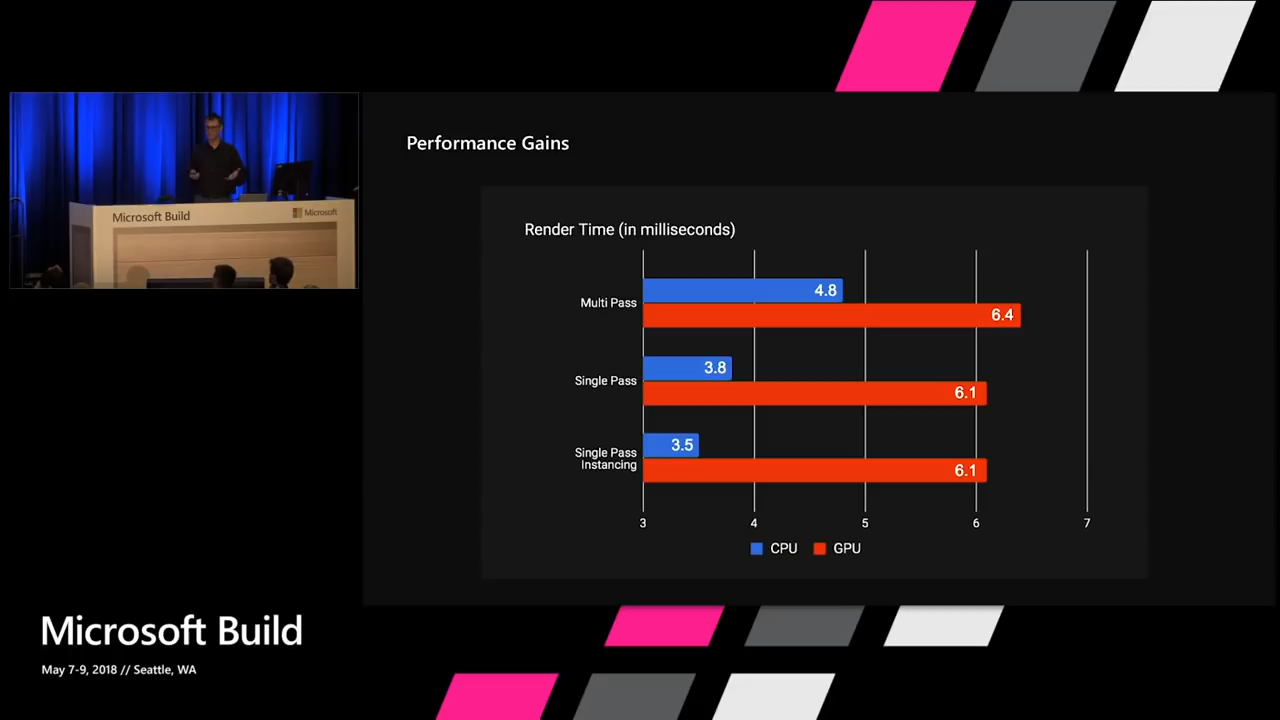 Performance Gains
Microsoft Build
Microsoft
Render Time (in milliseconds)
Multi Pass
4.8
6.4
Single Pass
3.8
6.1
Single Pass
Instancing
3.5
6.1
3 4 5 6 7
CPU GPU
Microsoft Build
May 7-9, 2018 // Seattle, WA